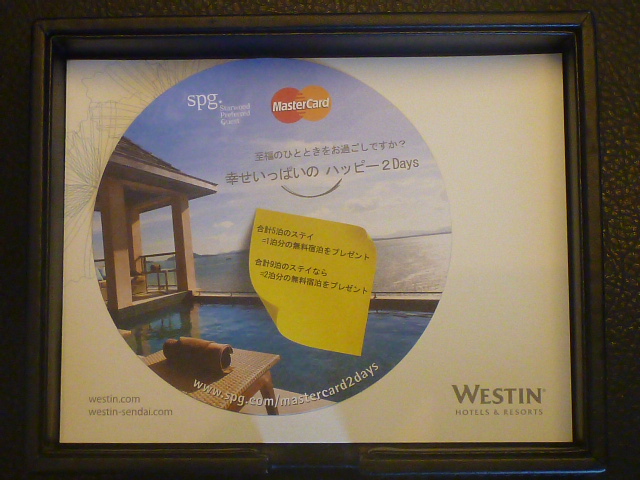 spg.
Starwood
Preferred
Guest
MasterCard
至福のひとときをお過ごしですか？
幸せいっぱいの ハッピー2Days
合計5泊のステイ
=1泊分の無料宿泊をプレゼント
合計9泊のステイなら
=2泊分の無料宿泊をプレゼント
www.spg.com/mastercard2days
westin.com
westin-sendai.com
WESTIN®
HOTELS & RESORTS